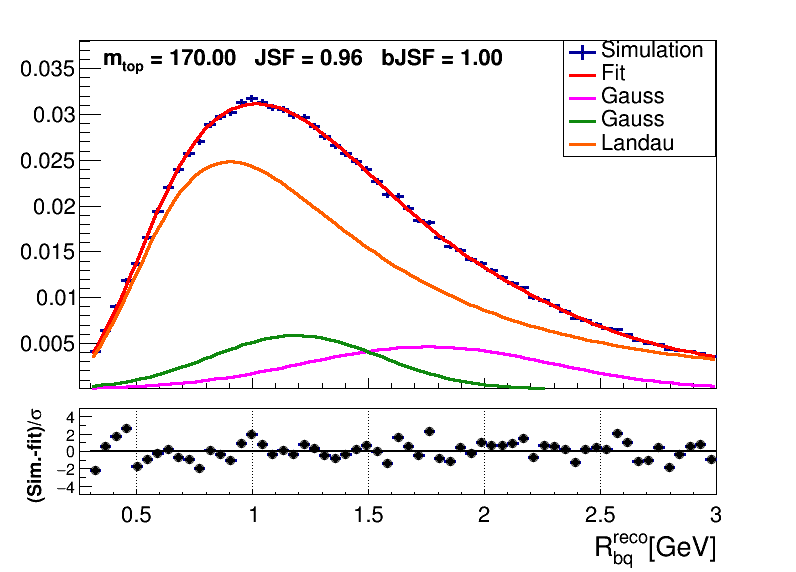 m_top = 170.00 JSF = 0.96 bJSF = 1.00
Simulation
Fit
Gauss
Gauss
Landau
0.035
0.03
0.025
0.02
0.015
0.01
0.005
(Sim.-fit)/σ
4
2
0
−2
−4
0.5 1 1.5 2 2.5 3
R_bq^reco[GeV]